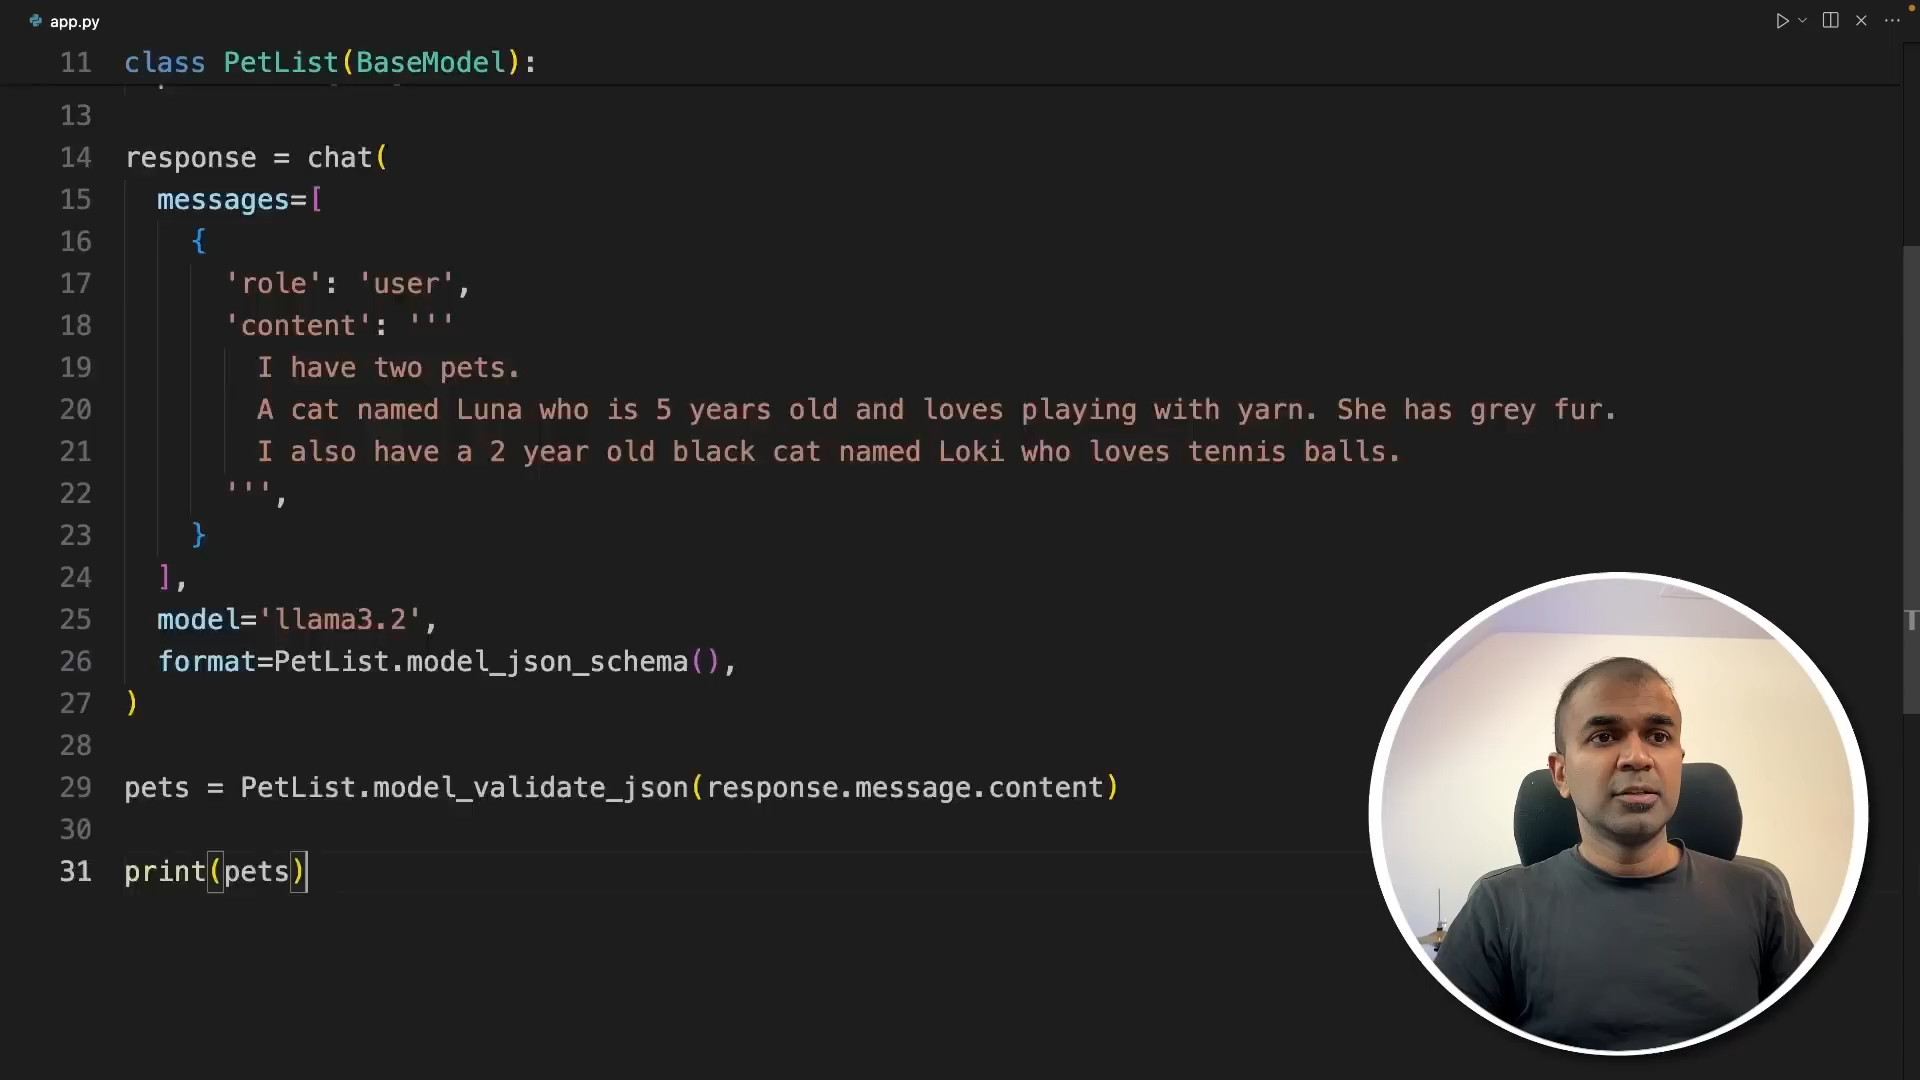 app.py
11 class PetList(BaseModel):
13
14 response = chat(
15 messages=[
16 {
17 'role': 'user',
18 'content': '''
19 I have two pets.
20 A cat named Luna who is 5 years old and loves playing with yarn. She has grey fur.
21 I also have a 2 year old black cat named Loki who loves tennis balls.
22 ''',
23 }
24 ],
25 model='llama3.2',
26 format=PetList.model_json_schema(),
27 )
28
29 pets = PetList.model_validate_json(response.message.content)
30
31 print(pets)